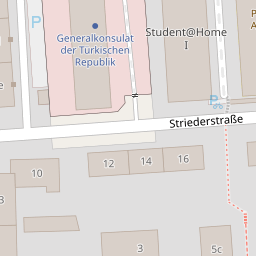 P
Generalkonsulat
der Türkischen
Republik
Student@Home
I
P
P
Striederstraße
10
12
14
16
3
5c